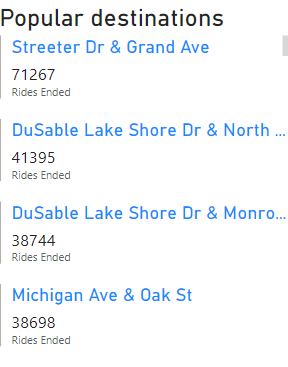 Popular destinations
Streeter Dr & Grand Ave
71267
Rides Ended
DuSable Lake Shore Dr & North ...
41395
Rides Ended
DuSable Lake Shore Dr & Monro...
38744
Rides Ended
Michigan Ave & Oak St
38698
Rides Ended